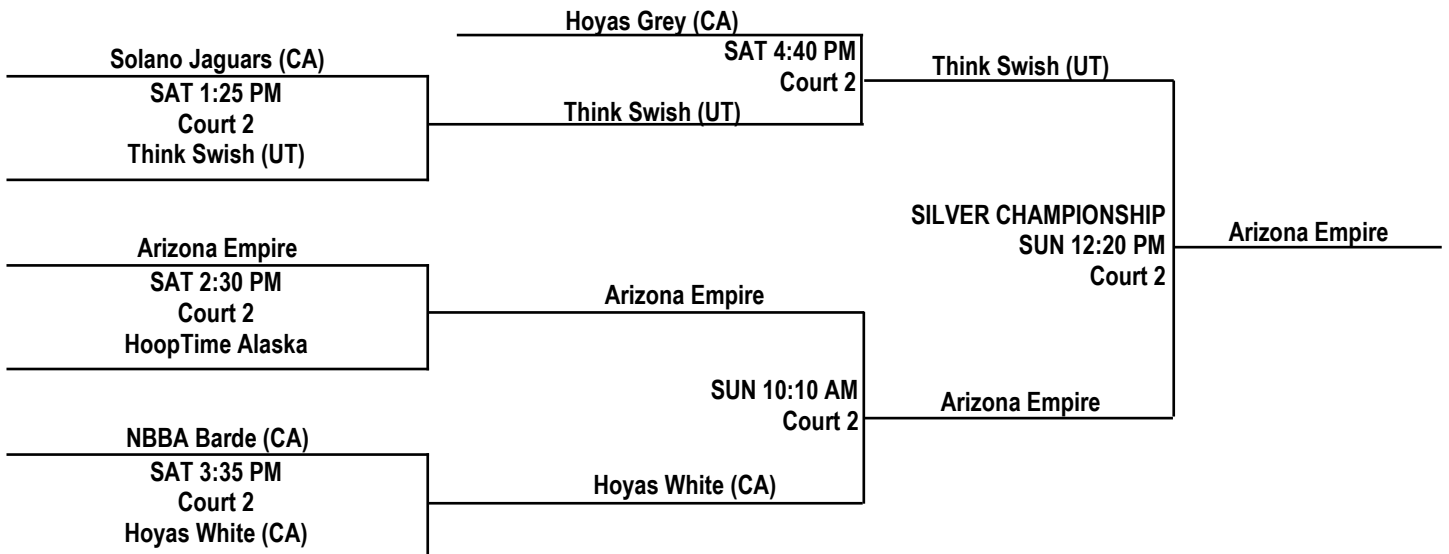 Hoyas Grey (CA)
SAT 4:40 PM
Court 2
Solano Jaguars (CA)
SAT 1:25 PM
Court 2
Think Swish (UT)
Think Swish (UT)
Think Swish (UT)
SILVER CHAMPIONSHIP
SUN 12:20 PM
Court 2
Arizona Empire
Arizona Empire
SAT 2:30 PM
Court 2
HoopTime Alaska
Arizona Empire
SUN 10:10 AM
Court 2
Arizona Empire
NBBA Barde (CA)
SAT 3:35 PM
Court 2
Hoyas White (CA)
Hoyas White (CA)